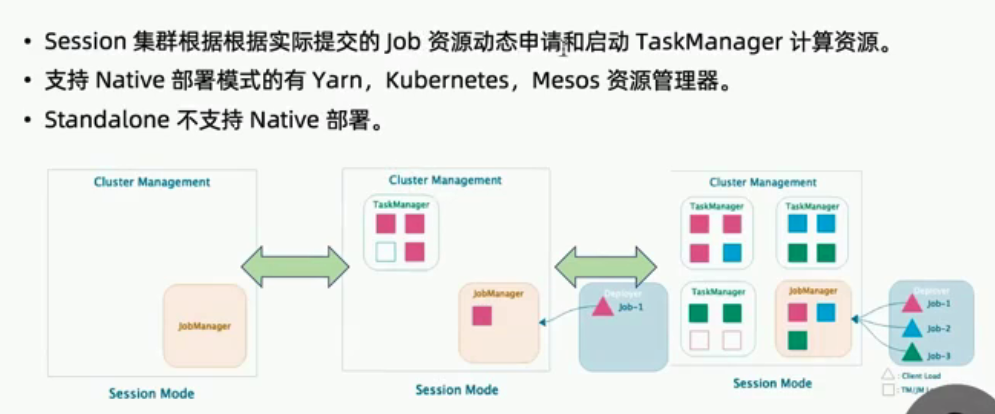 • Session 集群根据根据实际提交的 Job 资源动态申请和启动 TaskManager 计算资源。
• 支持 Native 部署模式的有 Yarn，Kubernetes，Mesos 资源管理器。
• Standalone 不支持 Native 部署。
Cluster Management
JobManager
Session Mode
Cluster Management
TaskManager
JobManager
Deployer
Job-1
Session Mode
Cluster Management
TaskManager
TaskManager
TaskManager
JobManager
Deployer
Job-1
Job-2
Job-3
Session Mode
: Client Load
: TM/JM